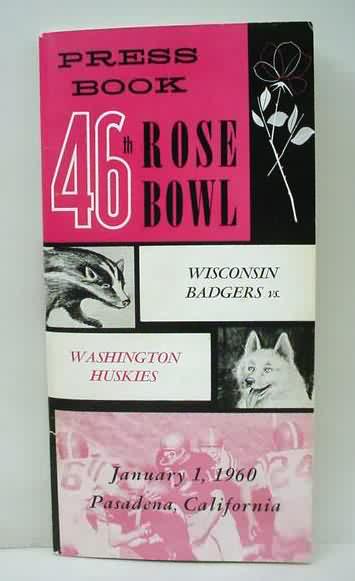 PRESS
BOOK
46th ROSE
BOWL
WISCONSIN
BADGERS vs.
WASHINGTON
HUSKIES
January 1, 1960
Pasadena, California